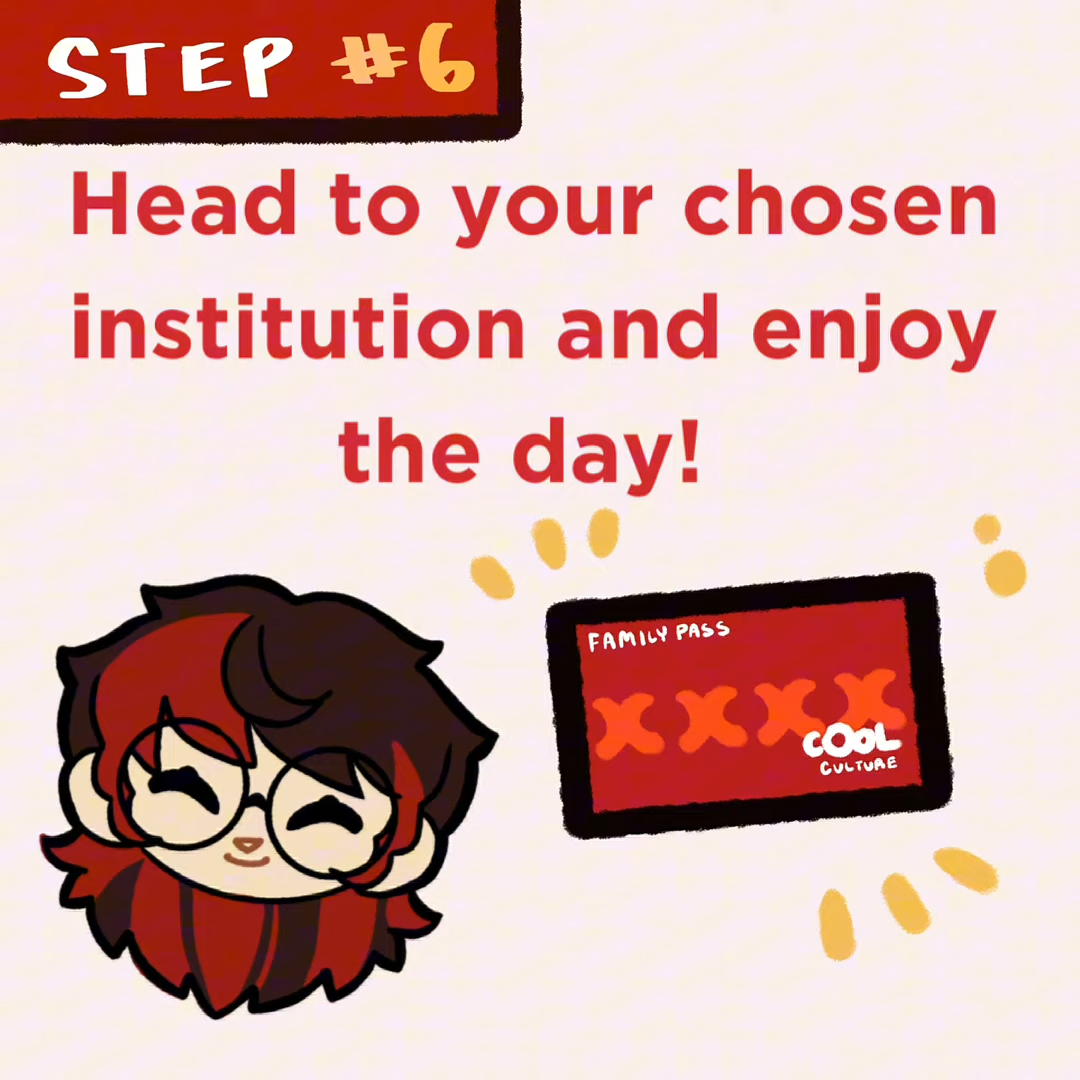 STEP #6
Head to your chosen
institution and enjoy
the day!
FAMILY PASS
XXXX
COOL
CULTURE